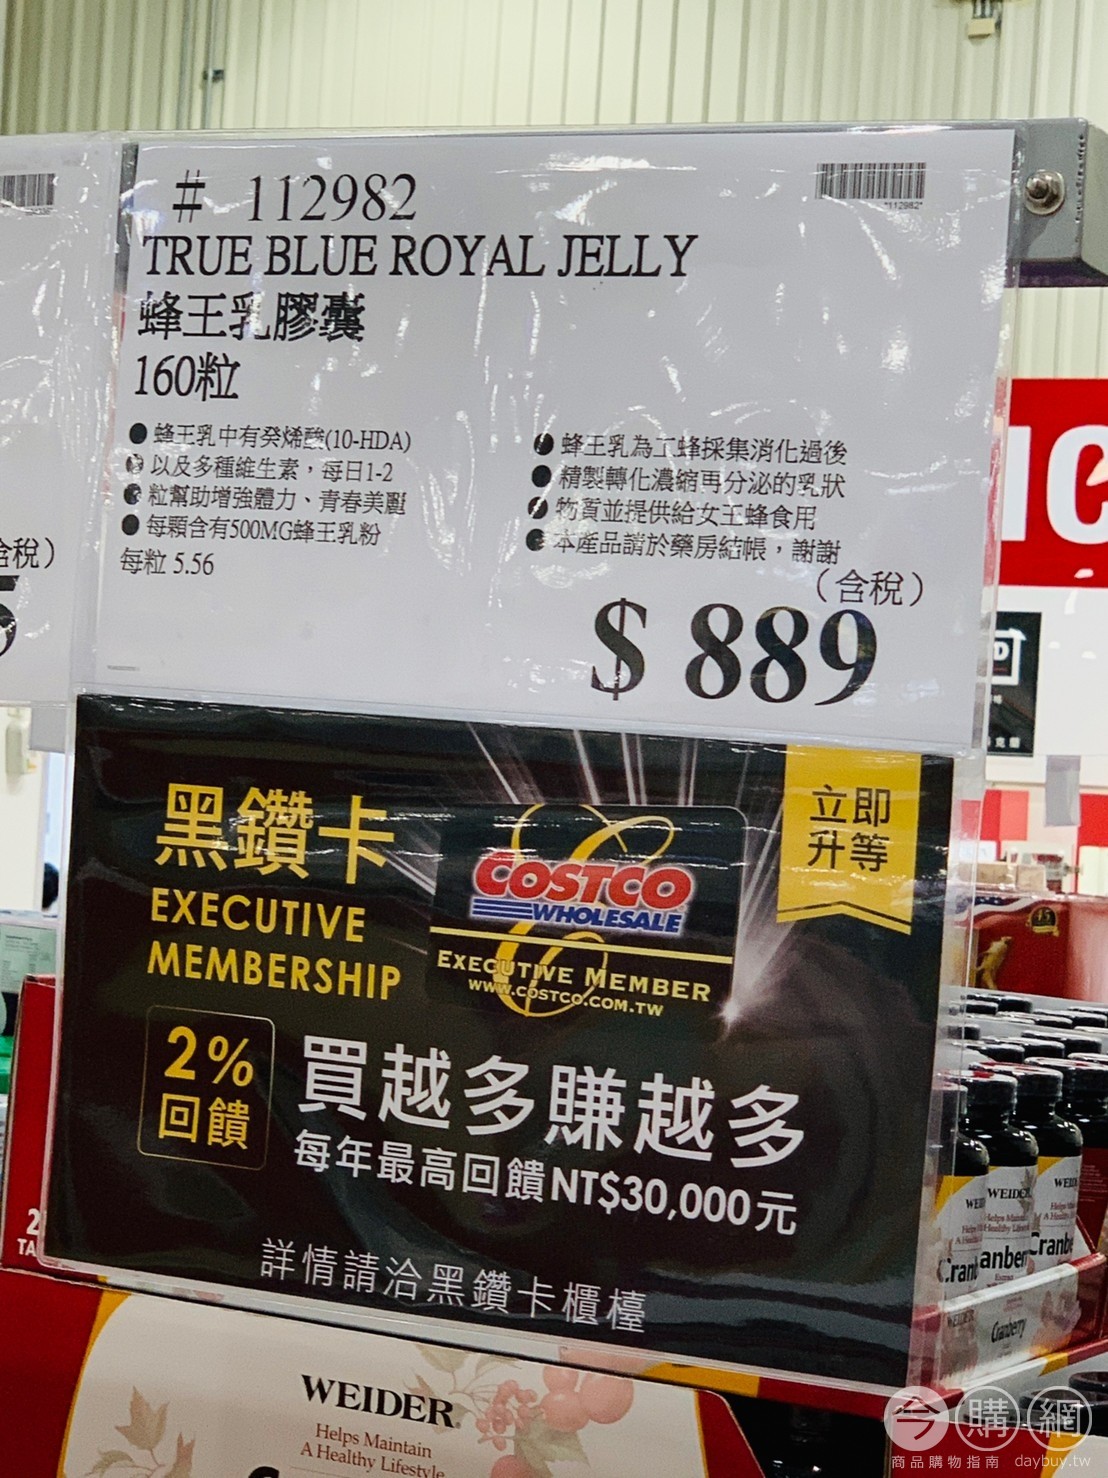 # 112982
*112982*
TRUE BLUE ROYAL JELLY
蜂王乳膠囊
160粒
●蜂王乳中有癸烯酸(10-HDA)
●以及多種維生素，每日1-2
●粒幫助增強體力、青春美麗
●每顆含有500MG蜂王乳粉
每粒 5.56
●蜂王乳為工蜂採集消化過後
●精製轉化濃縮再分泌的乳狀
●物質並提供給女王蜂食用
●本產品請於藥房結帳，謝謝
（含稅）
$ 889
含稅）
黑鑽卡
EXECUTIVE
MEMBERSHIP
立即
升等
COSTCO
WHOLESALE
EXECUTIVE MEMBER
WWW.COSTCO.COM.TW
2%
回饋
買越多賺越多
每年最高回饋NT$30,000元
詳情請洽黑鑽卡櫃檯
WEIDER
Helps Maintain
A Healthy Lifestyle
WEIDER
Cranberry
今購網
商品購物指南 daybuy.tw